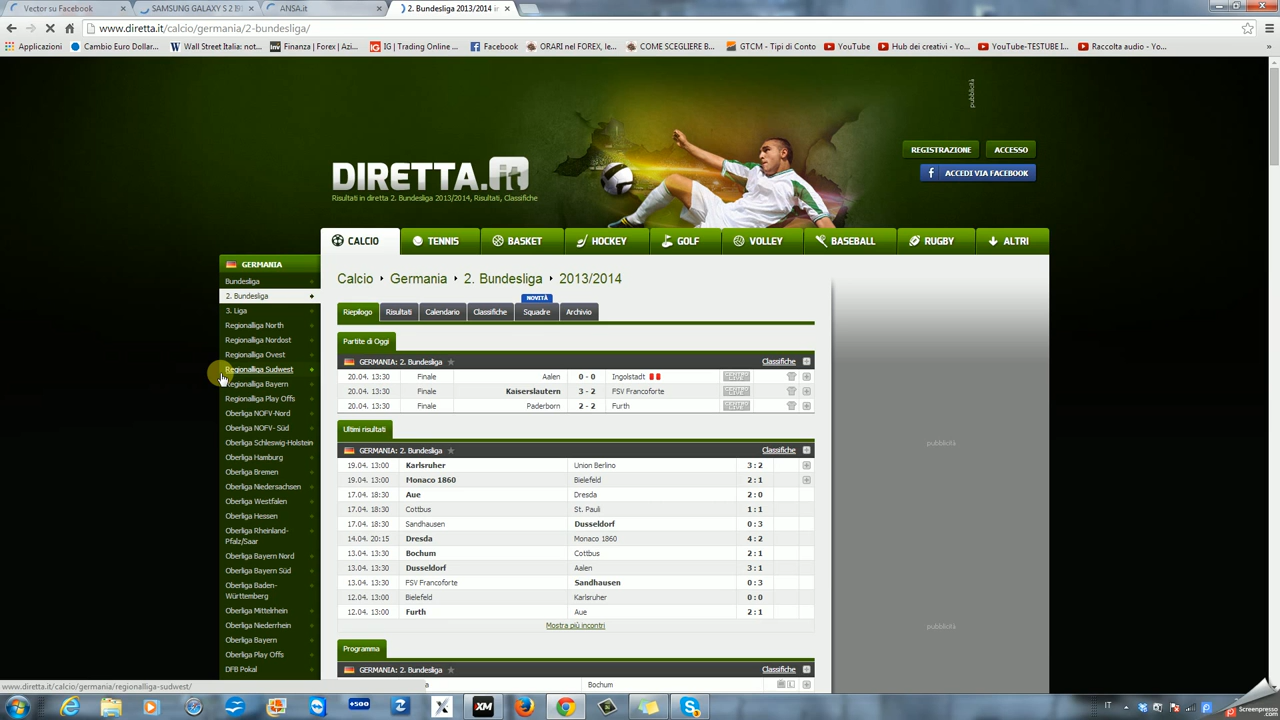 Vector su Facebook
SAMSUNG GALAXY S 2 BI
ANSA.it
2. Bundesliga 2013/2014 in
www.diretta.it/calcio/germania/2-bundesliga/
Applicazioni
Cambio Euro Dollar...
Wall Street Italia: not...
Finanza | Forex | Azi...
IG | Trading Online ...
Facebook
ORARI nel FOREX, le...
COME SCEGLIERE B...
GTCM - Tipi di Conto
YouTube
Hub dei creativi - Yo...
YouTube-TESTUBE I...
Raccolta audio - Yo...
pubblicità
DIRETTA.it
Risultati in diretta 2. Bundesliga 2013/2014, Risultati, Classifiche
REGISTRAZIONE
ACCESSO
ACCEDI VIA FACEBOOK
CALCIO
TENNIS
BASKET
HOCKEY
GOLF
VOLLEY
BASEBALL
RUGBY
ALTRI
GERMANIA
Bundesliga
2. Bundesliga
3. Liga
Regionalliga North
Regionalliga Nordost
Regionalliga Ovest
Regionalliga Sudwest
Regionalliga Bayern
Regionalliga Play Offs
Oberliga NOFV-Nord
Oberliga NOFV- Süd
Oberliga Schleswig-Holstein
Oberliga Hamburg
Oberliga Bremen
Oberliga Niedersachsen
Oberliga Westfalen
Oberliga Hessen
Oberliga Rheinland-
Pfalz/Saar
Oberliga Bayern Nord
Oberliga Bayern Süd
Oberliga Baden-
Württemberg
Oberliga Mittelrhein
Oberliga Niederrhein
Oberliga Bayern
Oberliga Play Offs
DFB Pokal
Calcio Germania 2. Bundesliga 2013/2014
NOVITÀ
Riepilogo Risultati Calendario Classifiche Squadre Archivio
Partite di Oggi
GERMANIA: 2. Bundesliga Classifiche
20.04. 13:30 Finale Aalen 0 - 0 Ingolstadt
20.04. 13:30 Finale Kaiserslautern 3 - 2 FSV Francoforte
20.04. 13:30 Finale Paderborn 2 - 2 Furth
Ultimi risultati
GERMANIA: 2. Bundesliga Classifiche
19.04. 13:00 Karlsruher Union Berlino 3 : 2
19.04. 13:00 Monaco 1860 Bielefeld 2 : 1
17.04. 18:30 Aue Dresda 2 : 0
17.04. 18:30 Cottbus St. Pauli 1 : 1
17.04. 18:30 Sandhausen Dusseldorf 0 : 3
14.04. 20:15 Dresda Monaco 1860 4 : 2
13.04. 13:30 Bochum Cottbus 2 : 1
13.04. 13:30 Dusseldorf Aalen 3 : 1
13.04. 13:30 FSV Francoforte Sandhausen 0 : 3
12.04. 13:00 Bielefeld Karlsruher 0 : 0
12.04. 13:00 Furth Aue 2 : 1
Mostra più incontri
Programma
GERMANIA: 2. Bundesliga Classifiche
Bochum
pubblicità
pubblicità
www.diretta.it/calcio/germania/regionalliga-sudwest/
+500
XM
IT
Screenpresso
.com